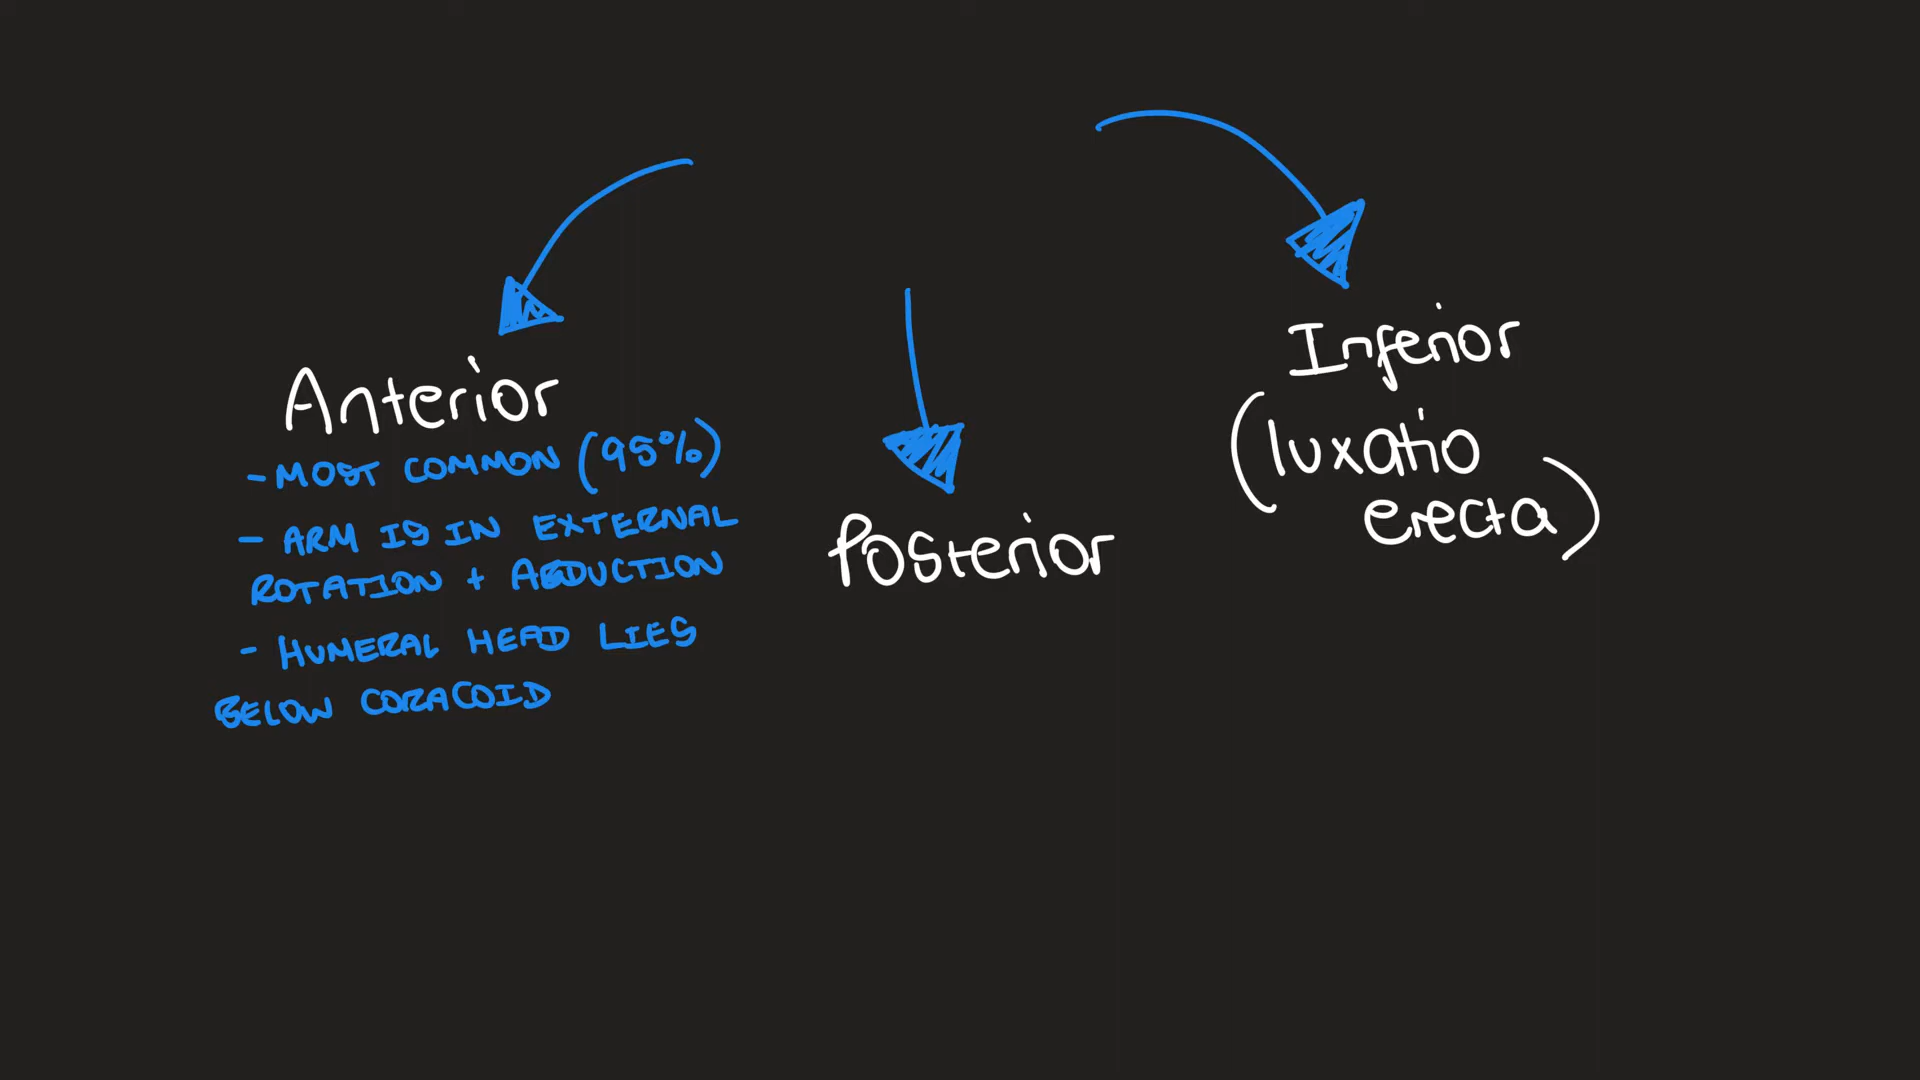 Anterior
- MOST COMMON (95%)
- ARM IS IN EXTERNAL
ROTATION + ABDUCTION
- HUMERAL HEAD LIES
BELOW CORACOID
Posterior
Inferior
(luxatio
erecta)